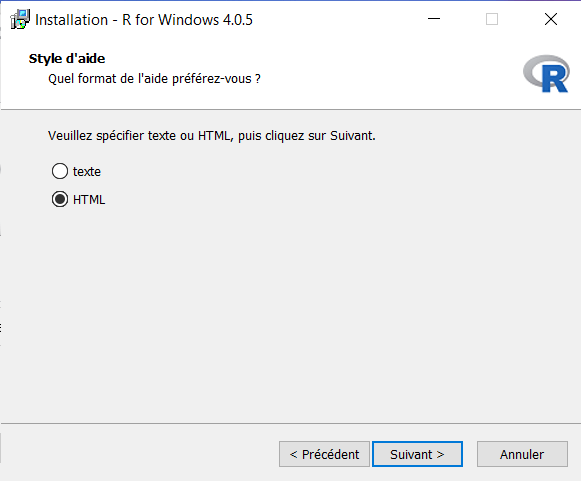 Installation - R for Windows 4.0.5
Style d'aide
Quel format de l'aide préférez-vous ?
R
Veuillez spécifier texte ou HTML, puis cliquez sur Suivant.
texte
HTML
< Précédent
Suivant >
Annuler